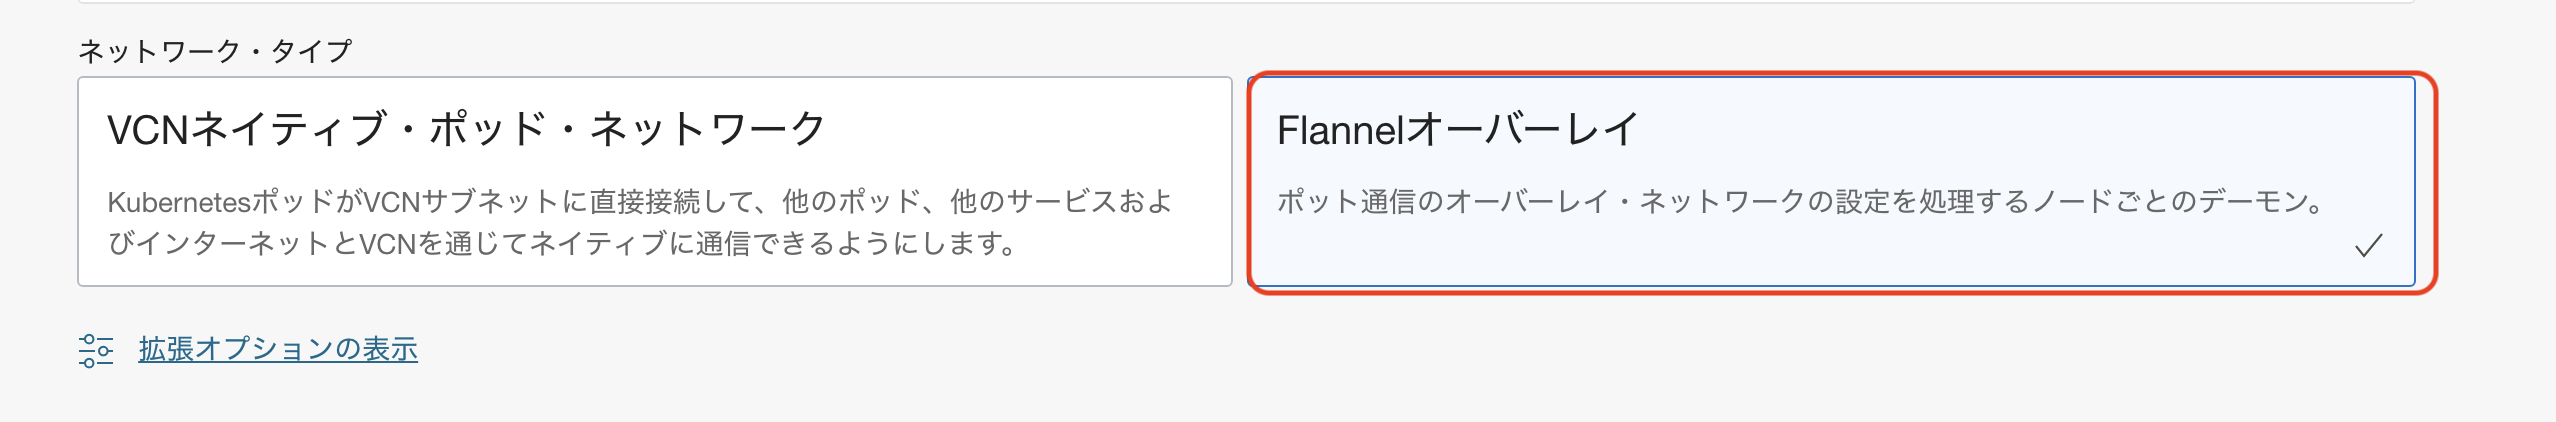 ネットワーク・タイプ
VCNネイティブ・ポッド・ネットワーク
KubernetesポッドがVCNサブネットに直接接続して、他のポッド、他のサービスおよ
びインターネットとVCNを通じてネイティブに通信できるようにします。
Flannelオーバーレイ
ポット通信のオーバーレイ・ネットワークの設定を処理するノードごとのデーモン。
拡張オプションの表示